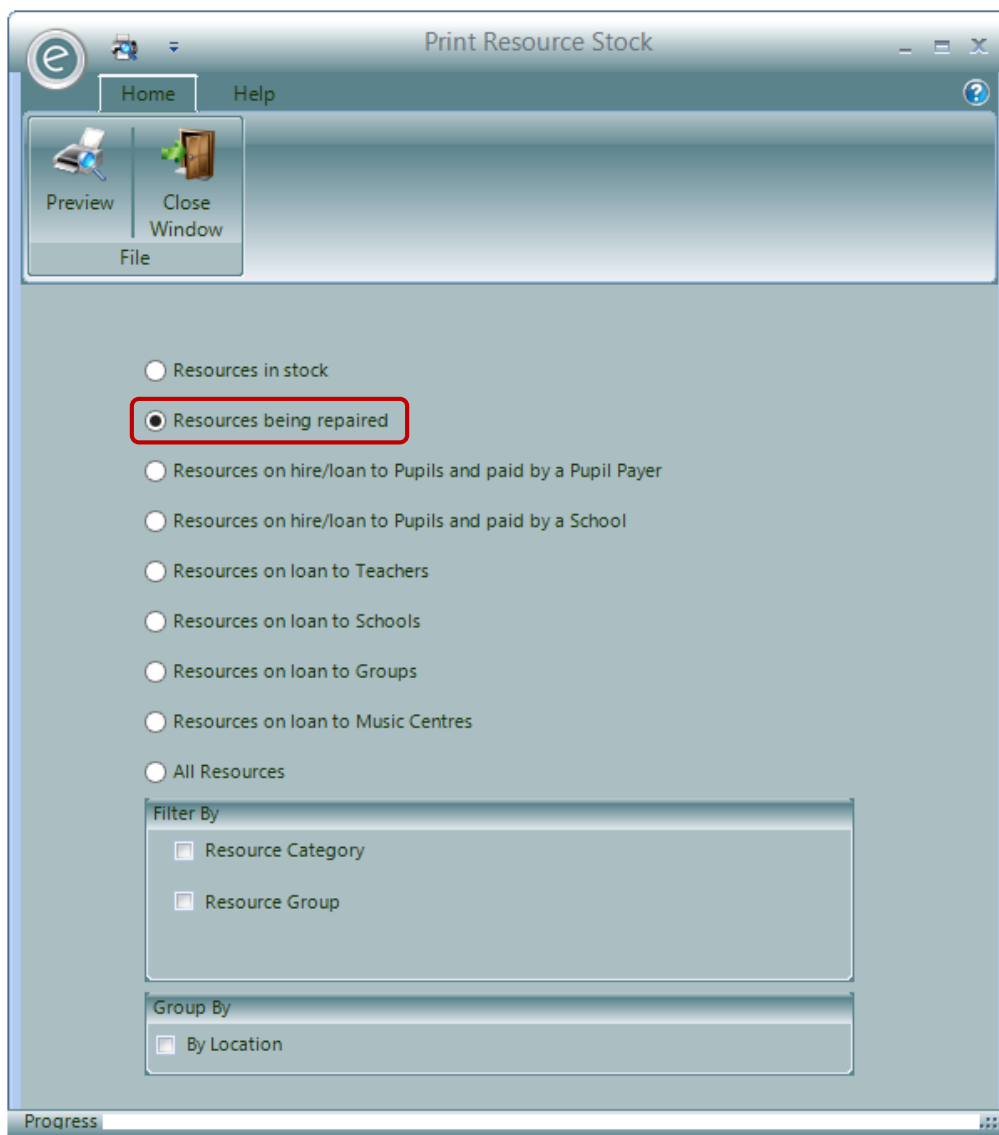 e
Print Resource Stock
Home Help
Preview
Close
Window
File
Resources in stock
Resources being repaired
Resources on hire/loan to Pupils and paid by a Pupil Payer
Resources on hire/loan to Pupils and paid by a School
Resources on loan to Teachers
Resources on loan to Schools
Resources on loan to Groups
Resources on loan to Music Centres
All Resources
Filter By
Resource Category
Resource Group
Group By
By Location
Progress